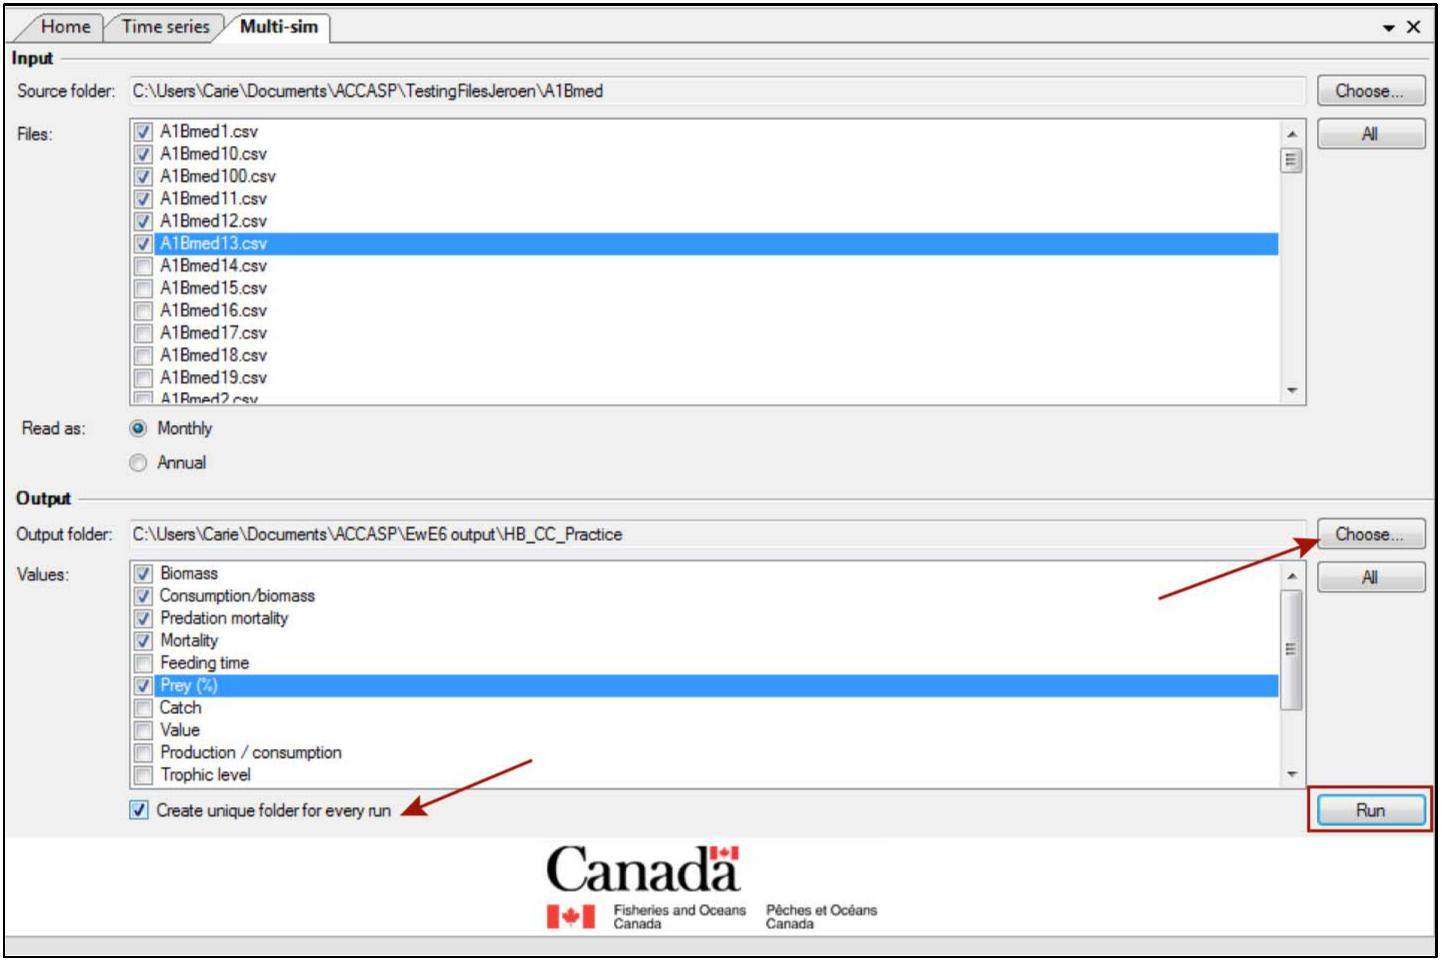 Home Time series Multi-sim
Input
Source folder: C:\Users\Carie\Documents\ACCASP\TestingFilesJeroen\A1Bmed Choose...
Files: A1Bmed1.csv All
A1Bmed10.csv
A1Bmed100.csv
A1Bmed11.csv
A1Bmed12.csv
A1Bmed13.csv
A1Bmed14.csv
A1Bmed15.csv
A1Bmed16.csv
A1Bmed17.csv
A1Bmed18.csv
A1Bmed19.csv
A1Bmed2.csv
Read as: Monthly
Annual
Output
Output folder: C:\Users\Carie\Documents\ACCASP\EwE6 output\HB_CC_Practice Choose...
Values: Biomass All
Consumption/biomass
Predation mortality
Mortality
Feeding time
Prey (%)
Catch
Value
Production / consumption
Trophic level
Create unique folder for every run Run
Canada
Fisheries and Oceans Pêches et Océans
Canada Canada